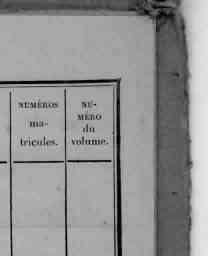 NUMÉROS
ma-
tricules.
NU-
MÉRO
du
volume.